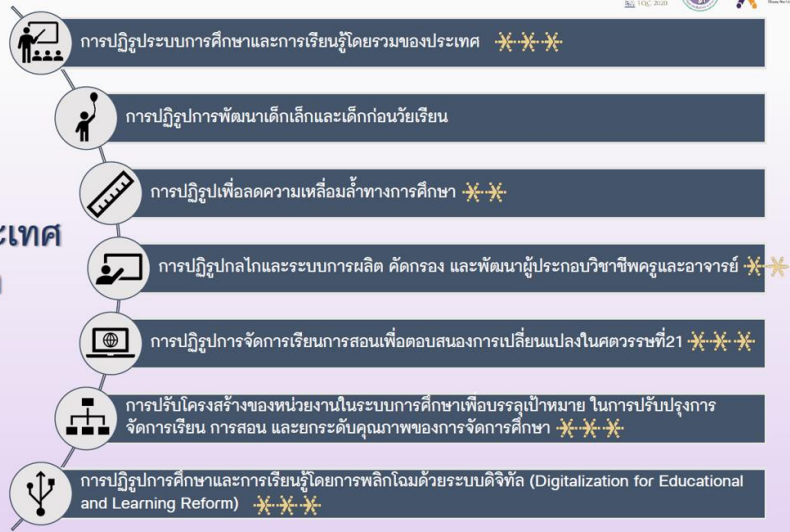 IQC 2020
การปฏิรูประบบการศึกษาและการเรียนรู้โดยรวมของประเทศ
การปฏิรูปการพัฒนาเด็กเล็กและเด็กก่อนวัยเรียน
การปฏิรูปเพื่อลดความเหลื่อมล้ำทางการศึกษา
ะเทศ
การปฏิรูปกลไกและระบบการผลิต คัดกรอง และพัฒนาผู้ประกอบวิชาชีพครูและอาจารย์
การปฏิรูปการจัดการเรียนการสอนเพื่อตอบสนองการเปลี่ยนแปลงในศตวรรษที่21
การปรับโครงสร้างของหน่วยงานในระบบการศึกษาเพื่อบรรลุเป้าหมาย ในการปรับปรุงการ
จัดการเรียน การสอน และยกระดับคุณภาพของการจัดการศึกษา
การปฏิรูปการศึกษาและการเรียนรู้โดยการพลิกโฉมด้วยระบบดิจิทัล (Digitalization for Educational
and Learning Reform)